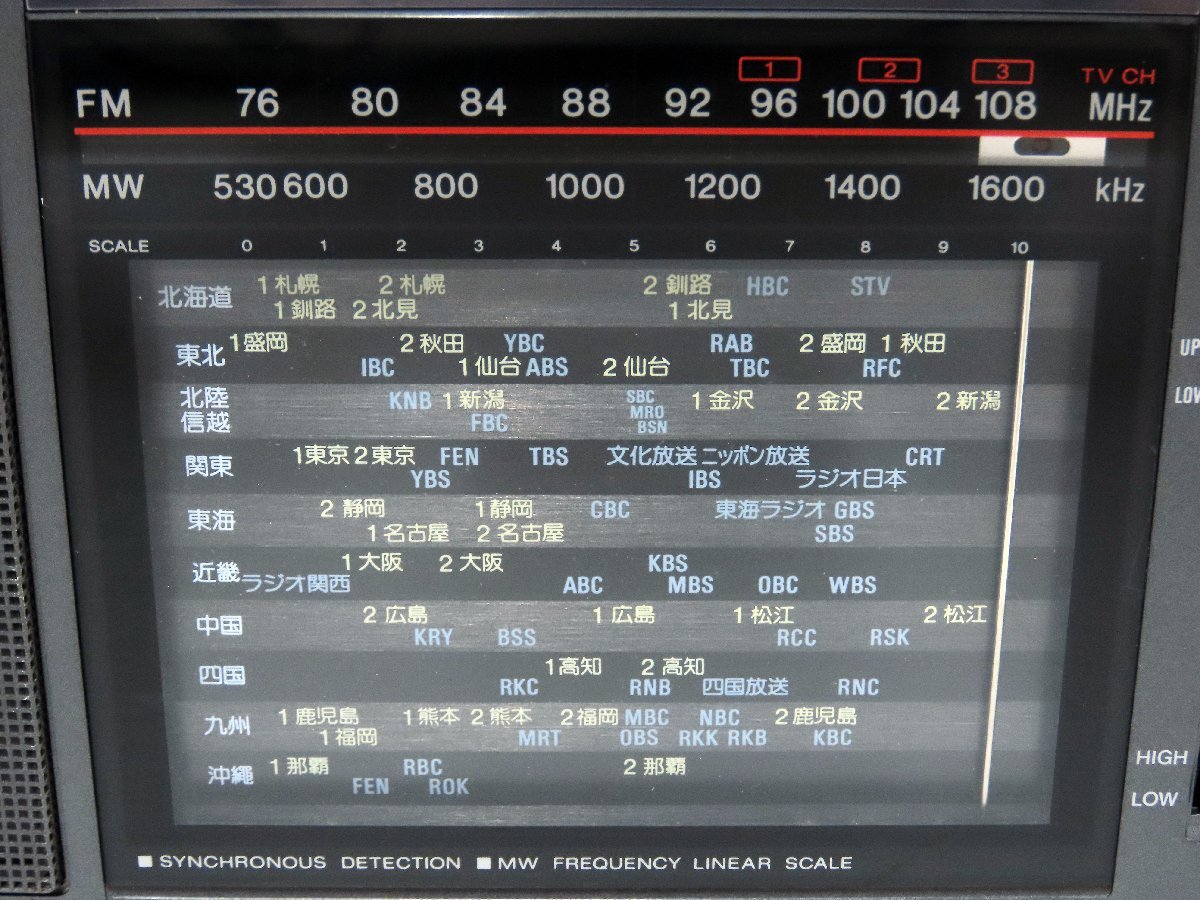 1 2 3 TV CH
FM 76 80 84 88 92 96 100 104 108 MHz
MW 530 600 800 1000 1200 1400 1600 kHz
SCALE 0 1 2 3 4 5 6 7 8 9 10
北海道 1 札幌 2 札幌 2 釧路 HBC STV
1 釧路 2 北見 1 北見
東北 1 盛岡 2 秋田 YBC RAB 2 盛岡 1 秋田
IBC 1 仙台 ABS 2 仙台 TBC RFC
北陸 KNB 1 新潟 SBC 1 金沢 2 金沢 2 新潟
MRO
信越 FBC BSN
関東 1東京 2東京 FEN TBS 文化放送 ニッポン放送 CRT
YBS IBS ラジオ日本
東海 2 静岡 1静岡 CBC 東海ラジオ GBS
1 名古屋 2 名古屋 SBS
近畿 1 大阪 2 大阪 KBS
ラジオ関西 ABC MBS OBC WBS
中国 2 広島 1 広島 1 松江 2 松江
KRY BSS RCC RSK
四国 1高知 2 高知
RKC RNB 四国放送 RNC
九州 1 鹿児島 1 熊本 2 熊本 2福岡 MBC NBC 2 鹿児島
1 福岡 MRT OBS RKK RKB KBC
沖縄 1 那覇 RBC 2 那覇
FEN ROK
UP
LOW
HIGH
LOW
■ SYNCHRONOUS DETECTION ■ MW FREQUENCY LINEAR SCALE